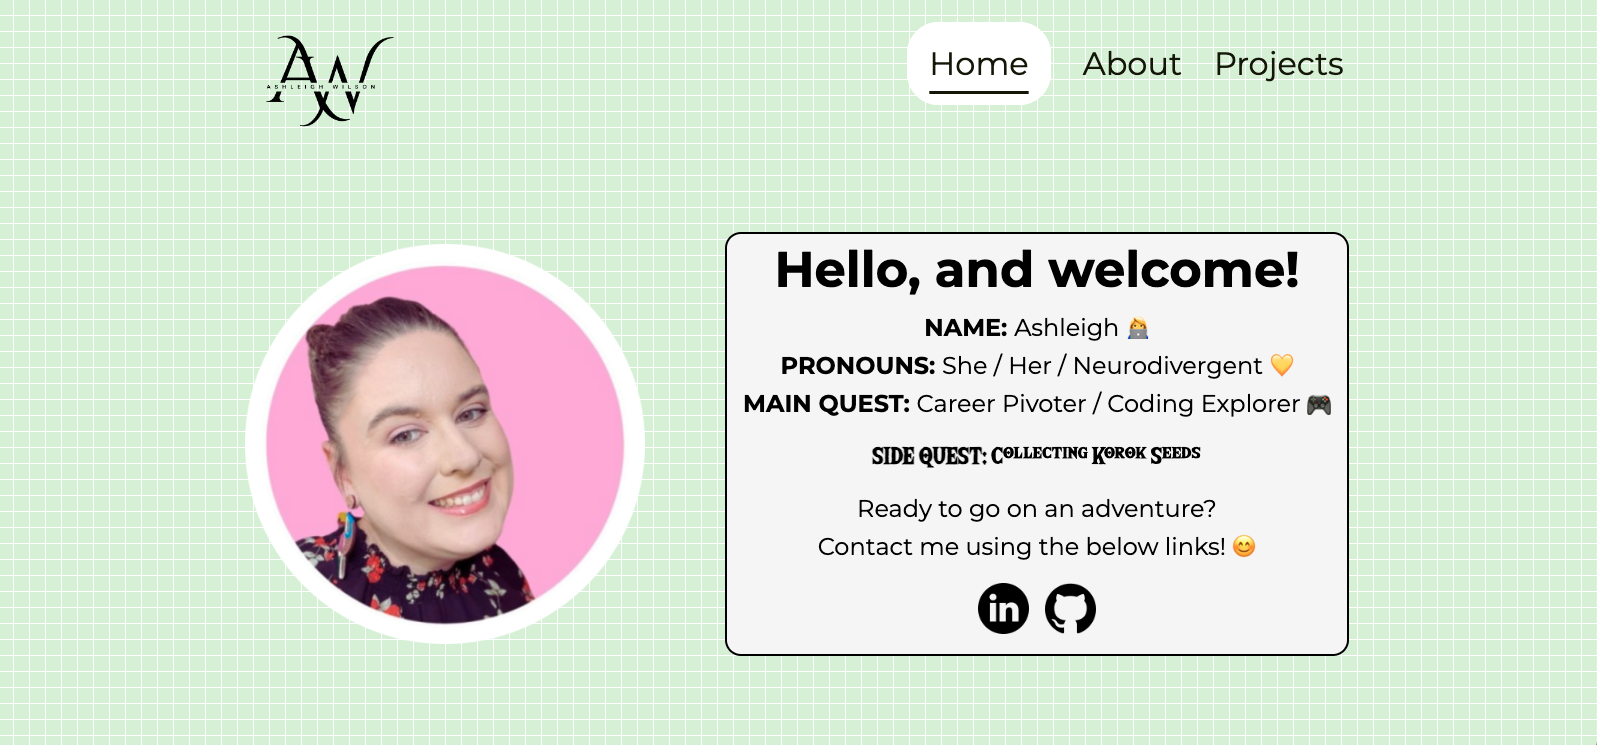 AW
ASHLEIGH WILSON
Home About Projects
Hello, and welcome!
NAME: Ashleigh 👩‍💻
PRONOUNS: She / Her / Neurodivergent 💛
MAIN QUEST: Career Pivoter / Coding Explorer 🎮
SIDE QUEST: Collecting Korok Seeds
Ready to go on an adventure?
Contact me using the below links! 😊
in